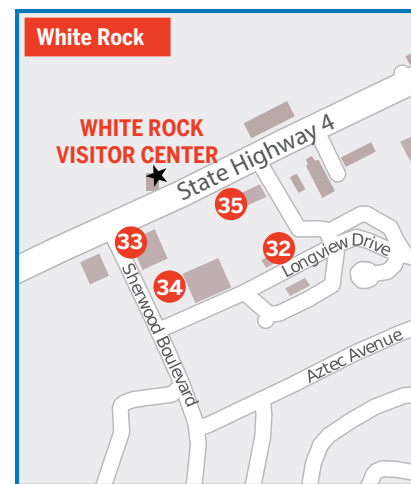 White Rock
WHITE ROCK
VISITOR CENTER
State Highway 4
35
33
32
Longview Drive
34
Sherwood Boulevard
Aztec Avenue